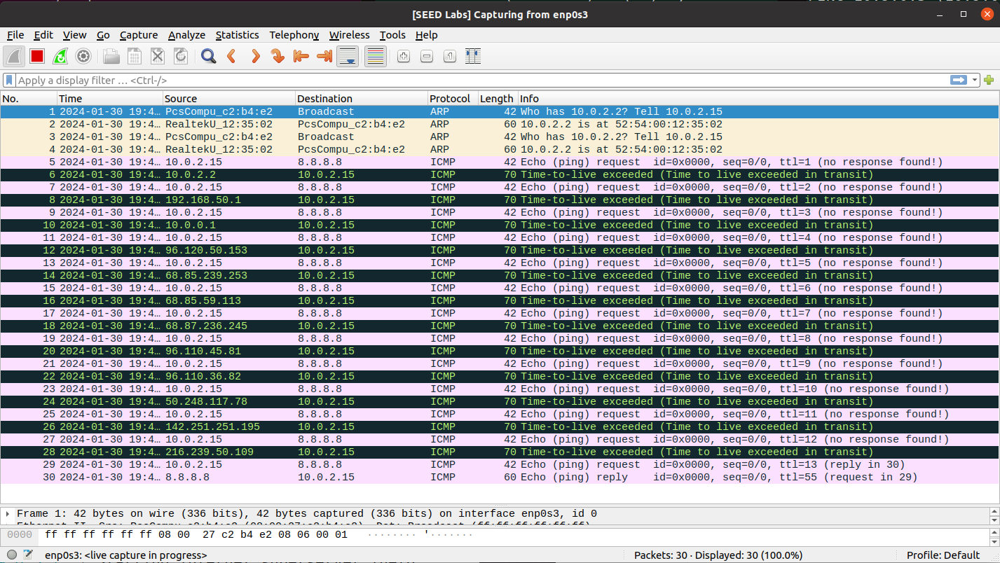 [SEED Labs] Capturing from enp0s3
File Edit View Go Capture Analyze Statistics Telephony Wireless Tools Help
Apply a display filter … <Ctrl-/>
No. Time Source Destination Protocol Length Info
1 2024-01-30 19:4… PcsCompu_c2:b4:e2 Broadcast ARP 42 Who has 10.0.2.2? Tell 10.0.2.15
2 2024-01-30 19:4… RealtekU_12:35:02 PcsCompu_c2:b4:e2 ARP 60 10.0.2.2 is at 52:54:00:12:35:02
3 2024-01-30 19:4… PcsCompu_c2:b4:e2 Broadcast ARP 42 Who has 10.0.2.2? Tell 10.0.2.15
4 2024-01-30 19:4… RealtekU_12:35:02 PcsCompu_c2:b4:e2 ARP 60 10.0.2.2 is at 52:54:00:12:35:02
5 2024-01-30 19:4… 10.0.2.15 8.8.8.8 ICMP 42 Echo (ping) request id=0x0000, seq=0/0, ttl=1 (no response found!)
6 2024-01-30 19:4… 10.0.2.2 10.0.2.15 ICMP 70 Time-to-live exceeded (Time to live exceeded in transit)
7 2024-01-30 19:4… 10.0.2.15 8.8.8.8 ICMP 42 Echo (ping) request id=0x0000, seq=0/0, ttl=2 (no response found!)
8 2024-01-30 19:4… 192.168.50.1 10.0.2.15 ICMP 70 Time-to-live exceeded (Time to live exceeded in transit)
9 2024-01-30 19:4… 10.0.2.15 8.8.8.8 ICMP 42 Echo (ping) request id=0x0000, seq=0/0, ttl=3 (no response found!)
10 2024-01-30 19:4… 10.0.0.1 10.0.2.15 ICMP 70 Time-to-live exceeded (Time to live exceeded in transit)
11 2024-01-30 19:4… 10.0.2.15 8.8.8.8 ICMP 42 Echo (ping) request id=0x0000, seq=0/0, ttl=4 (no response found!)
12 2024-01-30 19:4… 96.120.50.153 10.0.2.15 ICMP 70 Time-to-live exceeded (Time to live exceeded in transit)
13 2024-01-30 19:4… 10.0.2.15 8.8.8.8 ICMP 42 Echo (ping) request id=0x0000, seq=0/0, ttl=5 (no response found!)
14 2024-01-30 19:4… 68.85.239.253 10.0.2.15 ICMP 70 Time-to-live exceeded (Time to live exceeded in transit)
15 2024-01-30 19:4… 10.0.2.15 8.8.8.8 ICMP 42 Echo (ping) request id=0x0000, seq=0/0, ttl=6 (no response found!)
16 2024-01-30 19:4… 68.85.59.113 10.0.2.15 ICMP 70 Time-to-live exceeded (Time to live exceeded in transit)
17 2024-01-30 19:4… 10.0.2.15 8.8.8.8 ICMP 42 Echo (ping) request id=0x0000, seq=0/0, ttl=7 (no response found!)
18 2024-01-30 19:4… 68.87.236.245 10.0.2.15 ICMP 70 Time-to-live exceeded (Time to live exceeded in transit)
19 2024-01-30 19:4… 10.0.2.15 8.8.8.8 ICMP 42 Echo (ping) request id=0x0000, seq=0/0, ttl=8 (no response found!)
20 2024-01-30 19:4… 96.110.45.81 10.0.2.15 ICMP 70 Time-to-live exceeded (Time to live exceeded in transit)
21 2024-01-30 19:4… 10.0.2.15 8.8.8.8 ICMP 42 Echo (ping) request id=0x0000, seq=0/0, ttl=9 (no response found!)
22 2024-01-30 19:4… 96.110.36.82 10.0.2.15 ICMP 70 Time-to-live exceeded (Time to live exceeded in transit)
23 2024-01-30 19:4… 10.0.2.15 8.8.8.8 ICMP 42 Echo (ping) request id=0x0000, seq=0/0, ttl=10 (no response found!)
24 2024-01-30 19:4… 50.248.117.78 10.0.2.15 ICMP 70 Time-to-live exceeded (Time to live exceeded in transit)
25 2024-01-30 19:4… 10.0.2.15 8.8.8.8 ICMP 42 Echo (ping) request id=0x0000, seq=0/0, ttl=11 (no response found!)
26 2024-01-30 19:4… 142.251.251.195 10.0.2.15 ICMP 70 Time-to-live exceeded (Time to live exceeded in transit)
27 2024-01-30 19:4… 10.0.2.15 8.8.8.8 ICMP 42 Echo (ping) request id=0x0000, seq=0/0, ttl=12 (no response found!)
28 2024-01-30 19:4… 216.239.50.109 10.0.2.15 ICMP 70 Time-to-live exceeded (Time to live exceeded in transit)
29 2024-01-30 19:4… 10.0.2.15 8.8.8.8 ICMP 42 Echo (ping) request id=0x0000, seq=0/0, ttl=13 (reply in 30)
30 2024-01-30 19:4… 8.8.8.8 10.0.2.15 ICMP 60 Echo (ping) reply id=0x0000, seq=0/0, ttl=55 (request in 29)
Frame 1: 42 bytes on wire (336 bits), 42 bytes captured (336 bits) on interface enp0s3, id 0
Ethernet II, Src: PcsCompu_c2:b4:e2 (08:00:27:c2:b4:e2), Dst: Broadcast (ff:ff:ff:ff:ff:ff)
0000 ff ff ff ff ff ff 08 00 27 c2 b4 e2 08 06 00 01 ········ '·······
enp0s3: <live capture in progress> Packets: 30 · Displayed: 30 (100.0%) Profile: Default